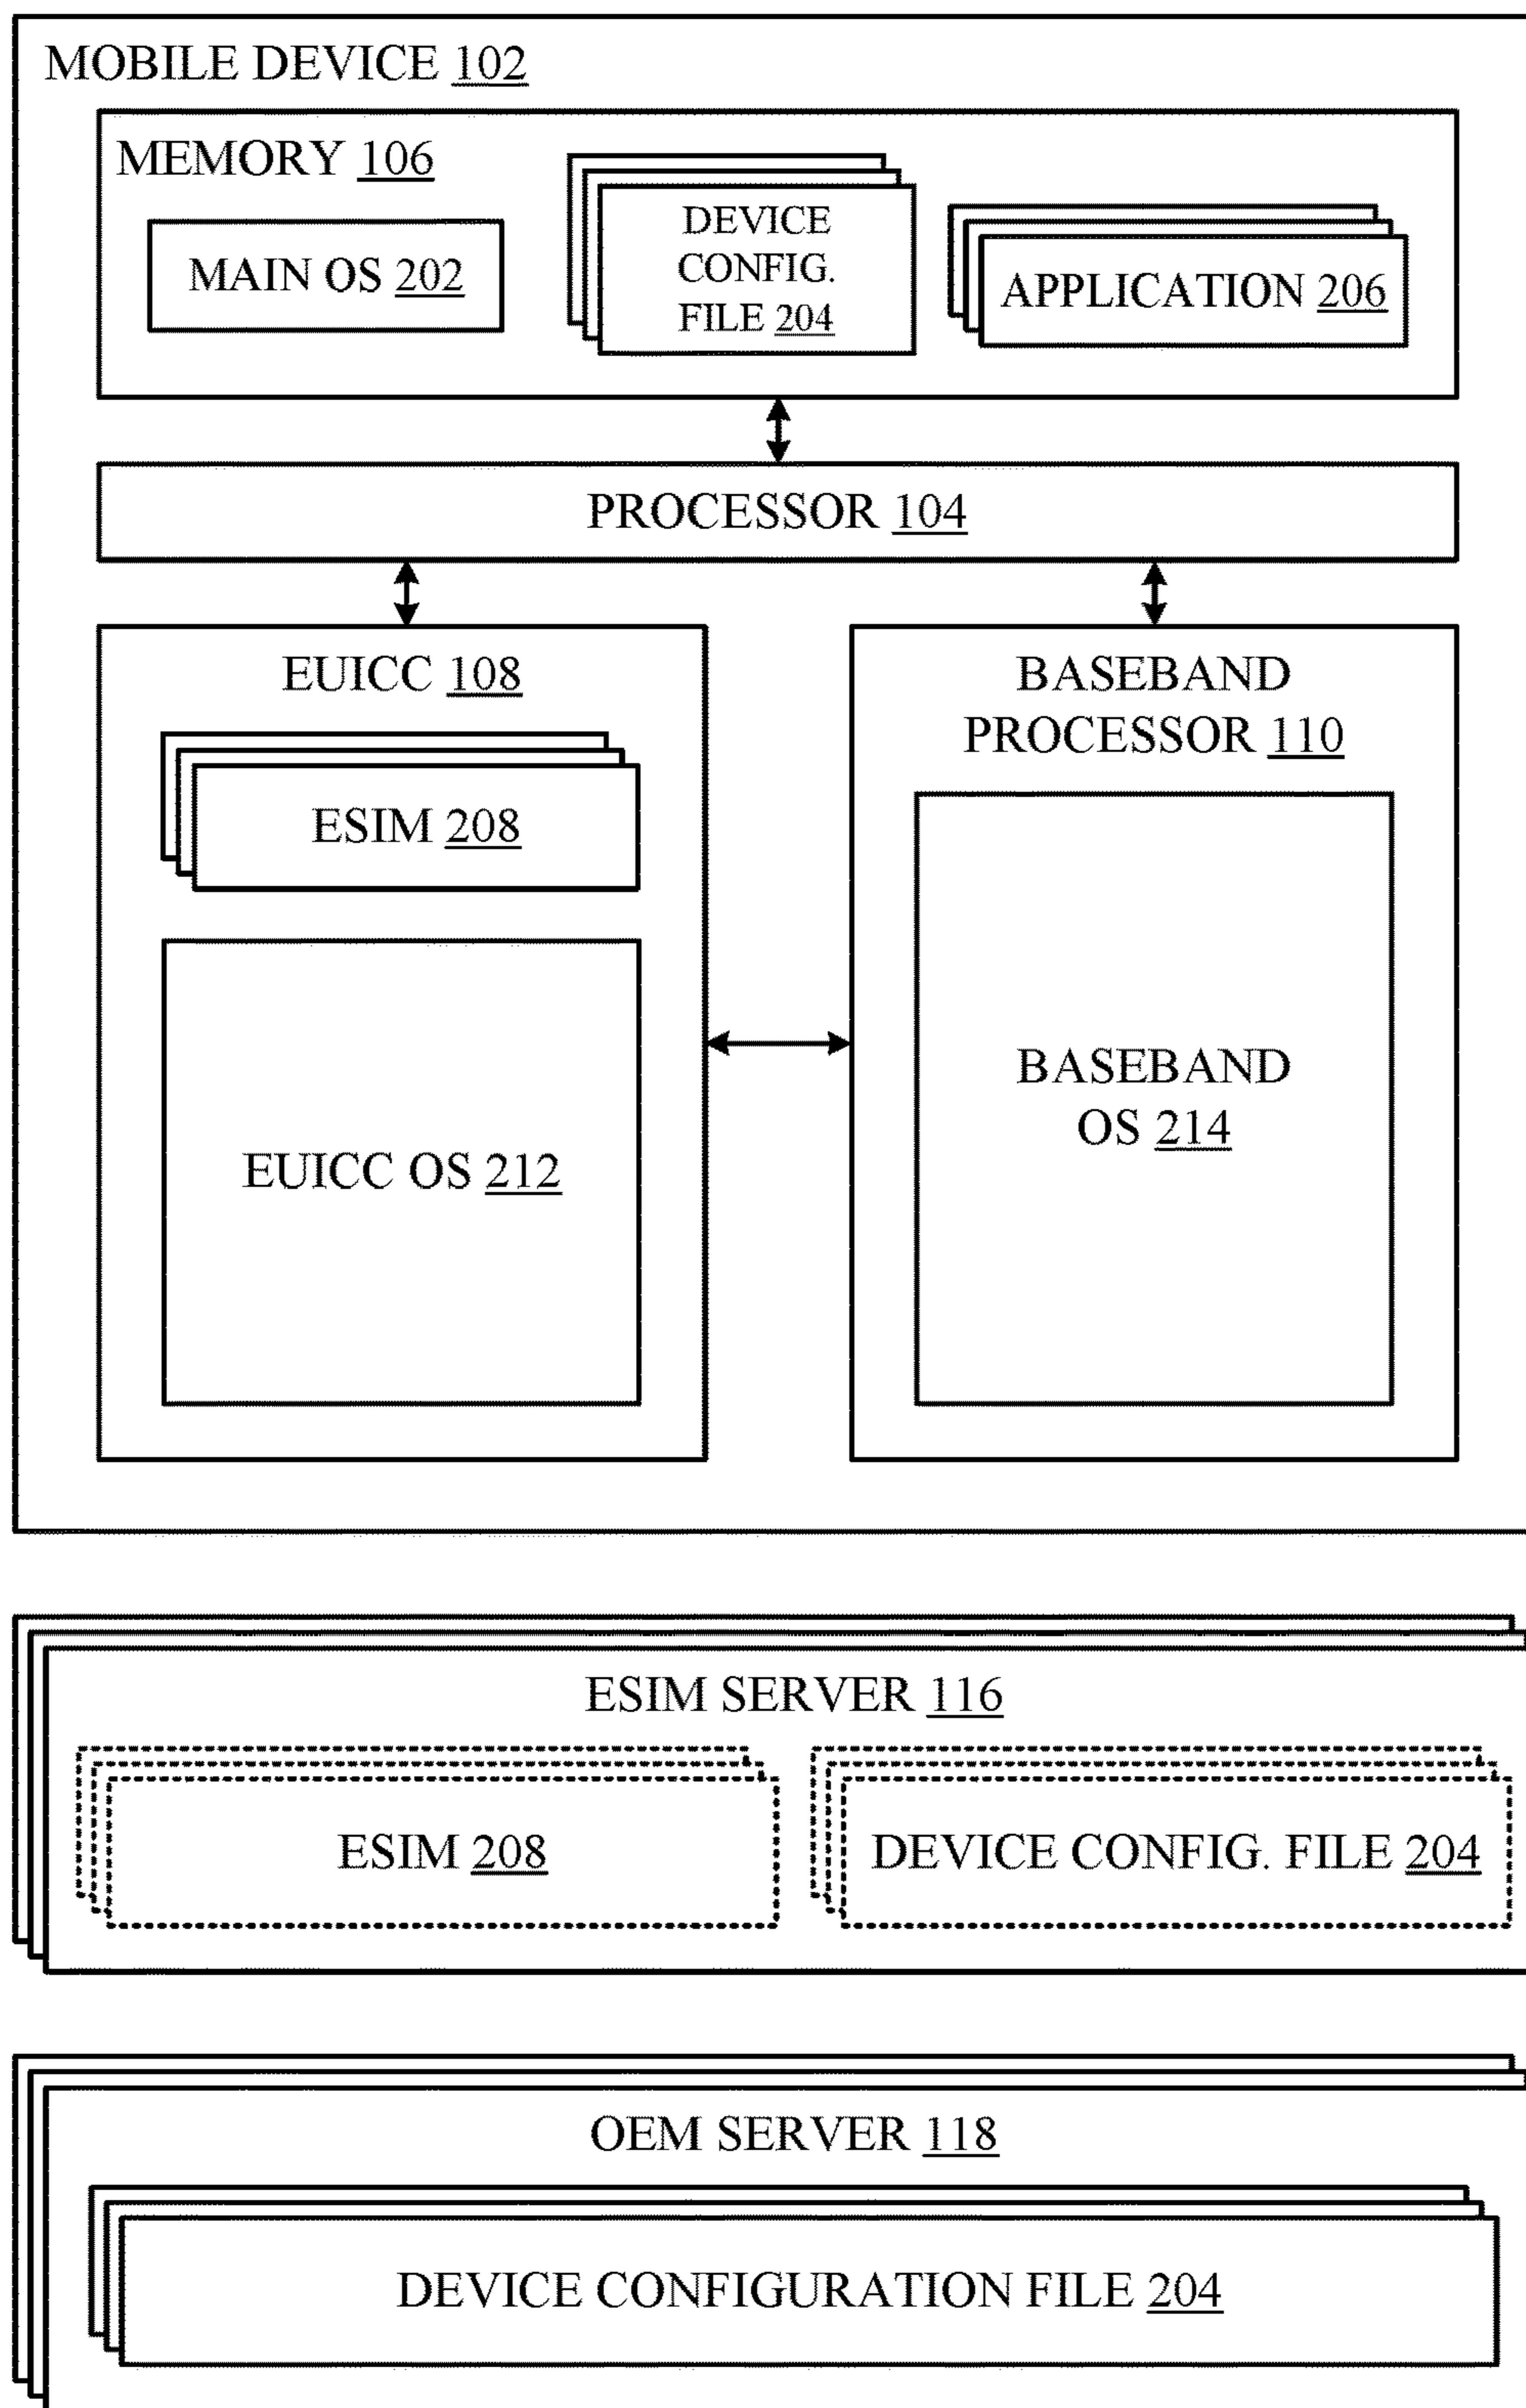 MOBILE DEVICE 102
MEMORY 106
MAIN OS 202
DEVICE
CONFIG.
FILE 204
APPLICATION 206
PROCESSOR 104
EUICC 108
ESIM 208
EUICC OS 212
BASEBAND
PROCESSOR 110
BASEBAND
OS 214
ESIM SERVER 116
ESIM 208
DEVICE CONFIG. FILE 204
OEM SERVER 118
DEVICE CONFIGURATION FILE 204